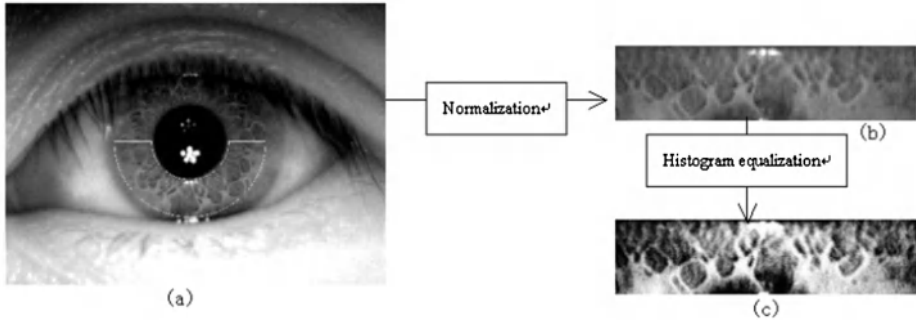 Normalization↵
(b)
Histogram equalization↵
(a)
(c)